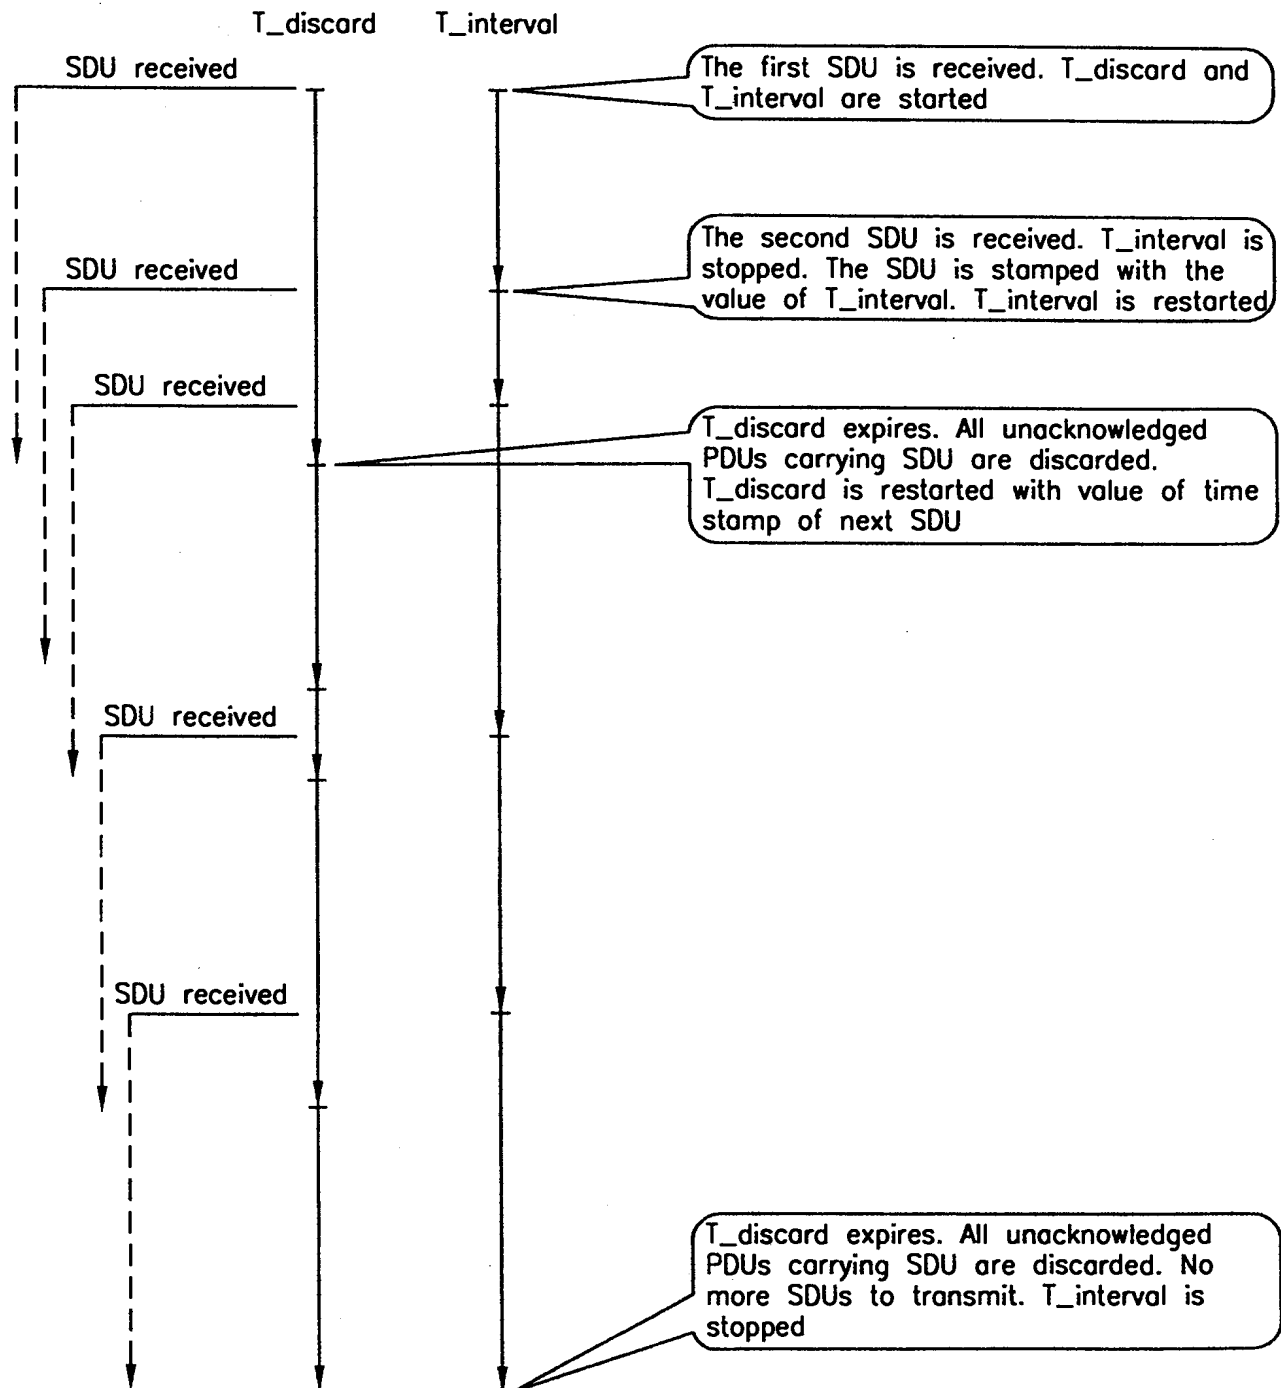 T_discard T_interval
SDU received
The first SDU is received. T_discard and
T_interval are started
SDU received
The second SDU is received. T_interval is
stopped. The SDU is stamped with the
value of T_interval. T_interval is restarted
SDU received
T_discard expires. All unacknowledged
PDUs carrying SDU are discarded.
T_discard is restarted with value of time
stamp of next SDU
SDU received
SDU received
T_discard expires. All unacknowledged
PDUs carrying SDU are discarded. No
more SDUs to transmit. T_interval is
stopped